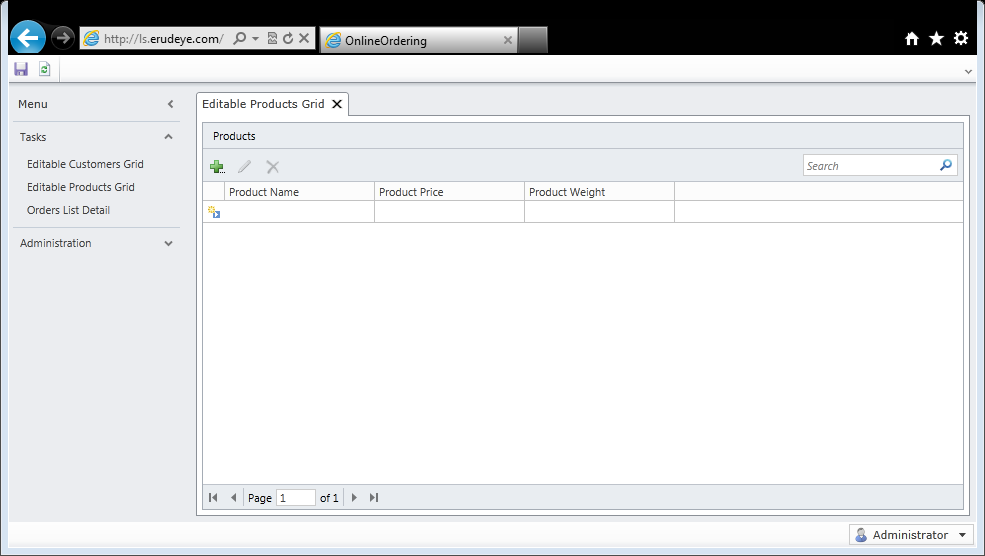 http://ls.erudeye.com/
OnlineOrdering
Menu
Tasks
Editable Customers Grid
Editable Products Grid
Orders List Detail
Administration
Editable Products Grid
Products
Search
Product Name Product Price Product Weight
Page 1 of 1
Administrator